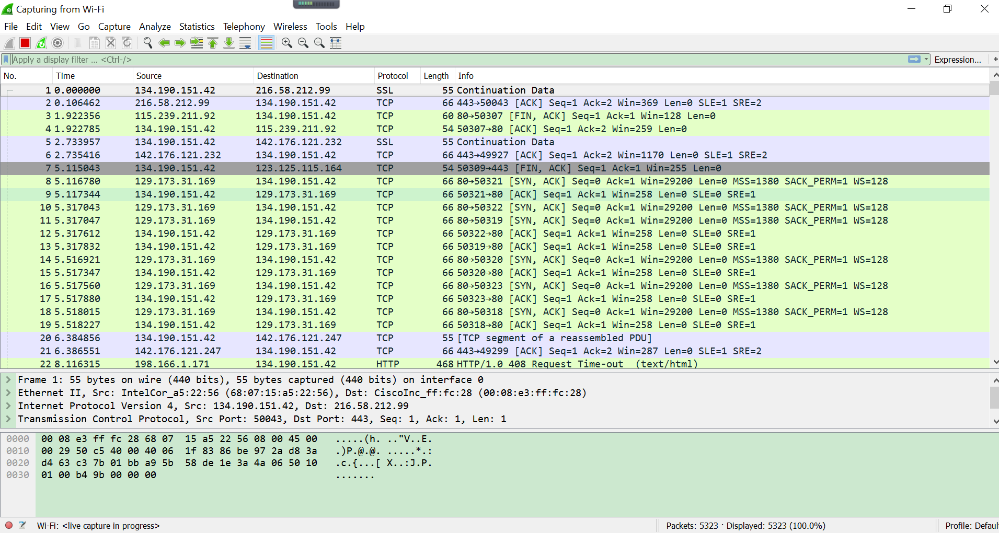 Capturing from Wi-Fi
File Edit View Go Capture Analyze Statistics Telephony Wireless Tools Help
Apply a display filter ... <Ctrl-/> Expression... +
No. Time Source Destination Protocol Length Info
1 0.000000 134.190.151.42 216.58.212.99 SSL 55 Continuation Data
2 0.106462 216.58.212.99 134.190.151.42 TCP 66 443→50043 [ACK] Seq=1 Ack=2 Win=369 Len=0 SLE=1 SRE=2
3 1.922356 115.239.211.92 134.190.151.42 TCP 60 80→50307 [FIN, ACK] Seq=1 Ack=1 Win=128 Len=0
4 1.922785 134.190.151.42 115.239.211.92 TCP 54 50307→80 [ACK] Seq=1 Ack=2 Win=259 Len=0
5 2.733957 134.190.151.42 142.176.121.232 SSL 55 Continuation Data
6 2.735416 142.176.121.232 134.190.151.42 TCP 66 443→49927 [ACK] Seq=1 Ack=2 Win=1170 Len=0 SLE=1 SRE=2
7 5.115043 134.190.151.42 123.125.115.164 TCP 54 50309→443 [FIN, ACK] Seq=1 Ack=1 Win=255 Len=0
8 5.116780 129.173.31.169 134.190.151.42 TCP 66 80→50321 [SYN, ACK] Seq=0 Ack=1 Win=29200 Len=0 MSS=1380 SACK_PERM=1 WS=128
9 5.117344 134.190.151.42 129.173.31.169 TCP 66 50321→80 [ACK] Seq=1 Ack=1 Win=258 Len=0 SLE=0 SRE=1
10 5.317043 129.173.31.169 134.190.151.42 TCP 66 80→50322 [SYN, ACK] Seq=0 Ack=1 Win=29200 Len=0 MSS=1380 SACK_PERM=1 WS=128
11 5.317047 129.173.31.169 134.190.151.42 TCP 66 80→50319 [SYN, ACK] Seq=0 Ack=1 Win=29200 Len=0 MSS=1380 SACK_PERM=1 WS=128
12 5.317612 134.190.151.42 129.173.31.169 TCP 66 50322→80 [ACK] Seq=1 Ack=1 Win=258 Len=0 SLE=0 SRE=1
13 5.317832 134.190.151.42 129.173.31.169 TCP 66 50319→80 [ACK] Seq=1 Ack=1 Win=258 Len=0 SLE=0 SRE=1
14 5.516921 129.173.31.169 134.190.151.42 TCP 66 80→50320 [SYN, ACK] Seq=0 Ack=1 Win=29200 Len=0 MSS=1380 SACK_PERM=1 WS=128
15 5.517347 134.190.151.42 129.173.31.169 TCP 66 50320→80 [ACK] Seq=1 Ack=1 Win=258 Len=0 SLE=0 SRE=1
16 5.517560 129.173.31.169 134.190.151.42 TCP 66 80→50323 [SYN, ACK] Seq=0 Ack=1 Win=29200 Len=0 MSS=1380 SACK_PERM=1 WS=128
17 5.517880 134.190.151.42 129.173.31.169 TCP 66 50323→80 [ACK] Seq=1 Ack=1 Win=258 Len=0 SLE=0 SRE=1
18 5.518015 129.173.31.169 134.190.151.42 TCP 66 80→50318 [SYN, ACK] Seq=0 Ack=1 Win=29200 Len=0 MSS=1380 SACK_PERM=1 WS=128
19 5.518227 134.190.151.42 129.173.31.169 TCP 66 50318→80 [ACK] Seq=1 Ack=1 Win=258 Len=0 SLE=0 SRE=1
20 6.384856 134.190.151.42 142.176.121.247 TCP 55 [TCP segment of a reassembled PDU]
21 6.386551 142.176.121.247 134.190.151.42 TCP 66 443→49299 [ACK] Seq=1 Ack=2 Win=287 Len=0 SLE=1 SRE=2
22 8.116315 198.166.1.171 134.190.151.42 HTTP 468 HTTP/1.0 408 Request Time-out (text/html)
Frame 1: 55 bytes on wire (440 bits), 55 bytes captured (440 bits) on interface 0
Ethernet II, Src: IntelCor_a5:22:56 (68:07:15:a5:22:56), Dst: CiscoInc_ff:fc:28 (00:08:e3:ff:fc:28)
Internet Protocol Version 4, Src: 134.190.151.42, Dst: 216.58.212.99
Transmission Control Protocol, Src Port: 50043, Dst Port: 443, Seq: 1, Ack: 1, Len: 1
0000 00 08 e3 ff fc 28 68 07 15 a5 22 56 08 00 45 00 .....(h. .."V..E.
0010 00 29 50 c5 40 00 40 06 1f 83 86 be 97 2a d8 3a .)P.@.@. .....*.:
0020 d4 63 c3 7b 01 bb a9 5b 58 de 1e 3a 4a 06 50 10 .c.{...[ X..:J.P.
0030 01 00 b4 9b 00 00 00 .......
Wi-Fi: <live capture in progress> Packets: 5323 · Displayed: 5323 (100.0%) Profile: Defaul